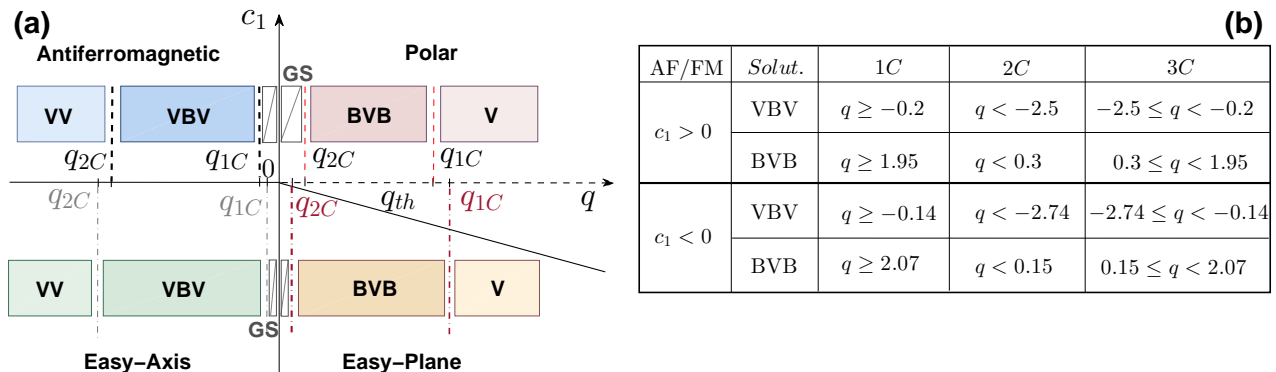 (a)
c₁
(b)
Antiferromagnetic
Polar
GS
VV VBV BVB V
q₂C q₁C 0 q₂C q₁C
q₂C q₁C q₂C q_th q₁C q
VV VBV BVB V
GS
Easy–Axis Easy–Plane
AF/FM Solut. 1C 2C 3C
c₁ > 0 VBV q ≥ −0.2 q < −2.5 −2.5 ≤ q < −0.2
BVB q ≥ 1.95 q < 0.3 0.3 ≤ q < 1.95
c₁ < 0 VBV q ≥ −0.14 q < −2.74 −2.74 ≤ q < −0.14
BVB q ≥ 2.07 q < 0.15 0.15 ≤ q < 2.07